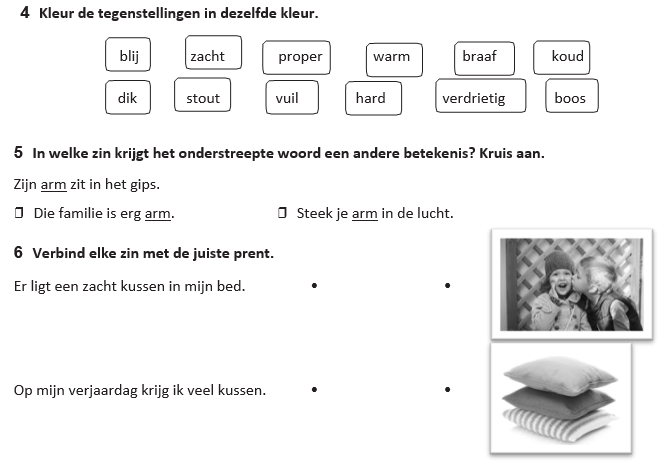 4 Kleur de tegenstellingen in dezelfde kleur.
blij zacht proper warm braaf koud
dik stout vuil hard verdrietig boos
5 In welke zin krijgt het onderstreepte woord een andere betekenis? Kruis aan.
Zijn arm zit in het gips.
❒ Die familie is erg arm. ❒ Steek je arm in de lucht.
6 Verbind elke zin met de juiste prent.
Er ligt een zacht kussen in mijn bed. • •
Op mijn verjaardag krijg ik veel kussen. • •